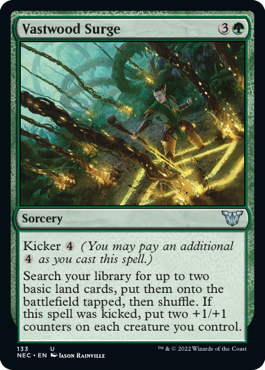 Vastwood Surge 3
Sorcery
Kicker 4 (You may pay an additional
4 as you cast this spell.)
Search your library for up to two
basic land cards, put them onto the
battlefield tapped, then shuffle. If
this spell was kicked, put two +1/+1
counters on each creature you control.
133 U
NEC • EN Jason Rainville
™ & © 2022 Wizards of the Coast